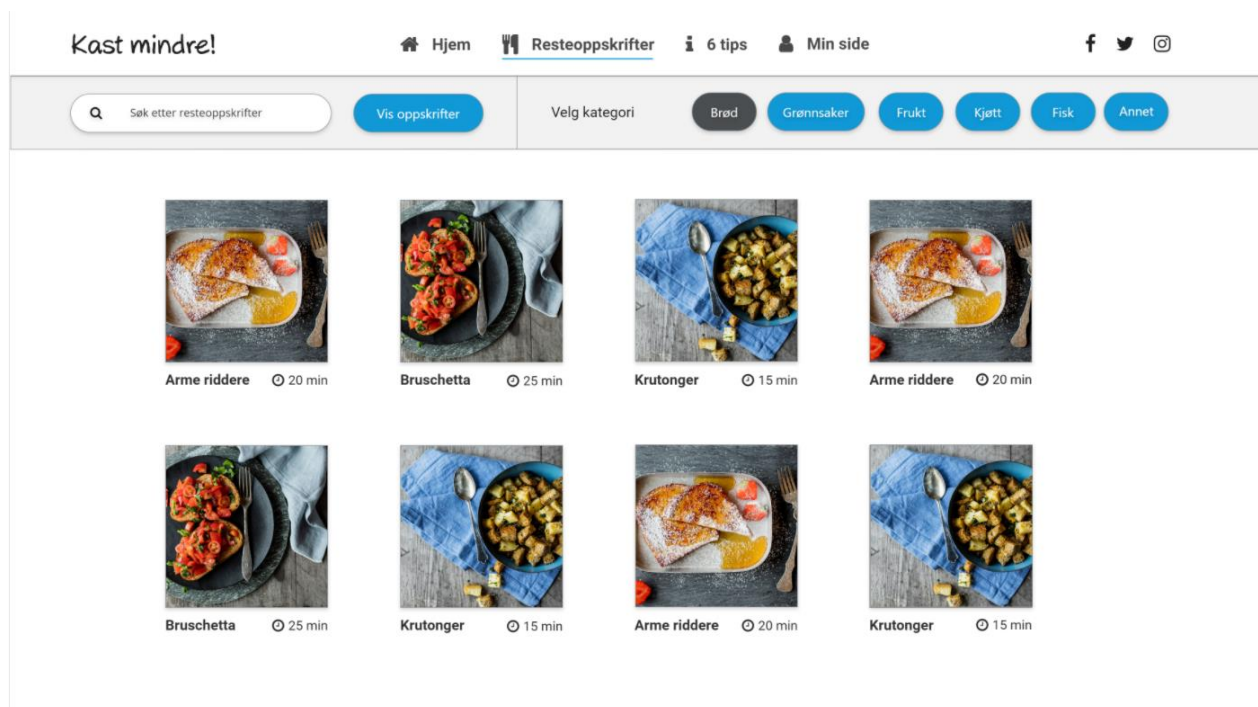 Kast mindre!
Hjem Resteoppskrifter 6 tips Min side
Søk etter resteoppskrifter Vis oppskrifter Velg kategori Brød Grønnsaker Frukt Kjøtt Fisk Annet
Arme riddere 20 min Bruschetta 25 min Krutonger 15 min Arme riddere 20 min
Bruschetta 25 min Krutonger 15 min Arme riddere 20 min Krutonger 15 min